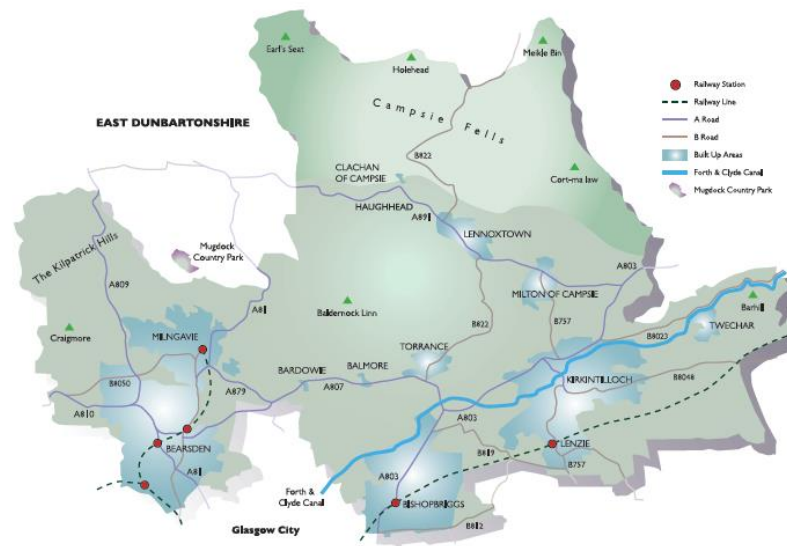 Earl's Seat
Holehead
Meikle Bin
Campsie Fells
EAST DUNBARTONSHIRE
Railway Station
Railway Line
A Road
B Road
Built Up Areas
Forth & Clyde Canal
Mugdock Country Park
B822
CLACHAN
OF CAMPSIE
Cort-ma law
HAUGHHEAD
A891
LENNOXTOWN
The Kilpatrick Hills
Mugdock
Country Park
A809
A81
A803
MILTON OF CAMPSIE
Baldernock Linn
Barhill
Craigmore
MILNGAVIE
B822
B757
B8023
TWECHAR
TORRANCE
BARDOWIE
BALMORE
A807
B8050
A879
KIRKINTILLOCH
B8048
A810
A803
BEARSDEN
LENZIE
B819
B757
A81
A803
Forth &
Clyde Canal
BISHOPBRIGGS
B812
Glasgow City